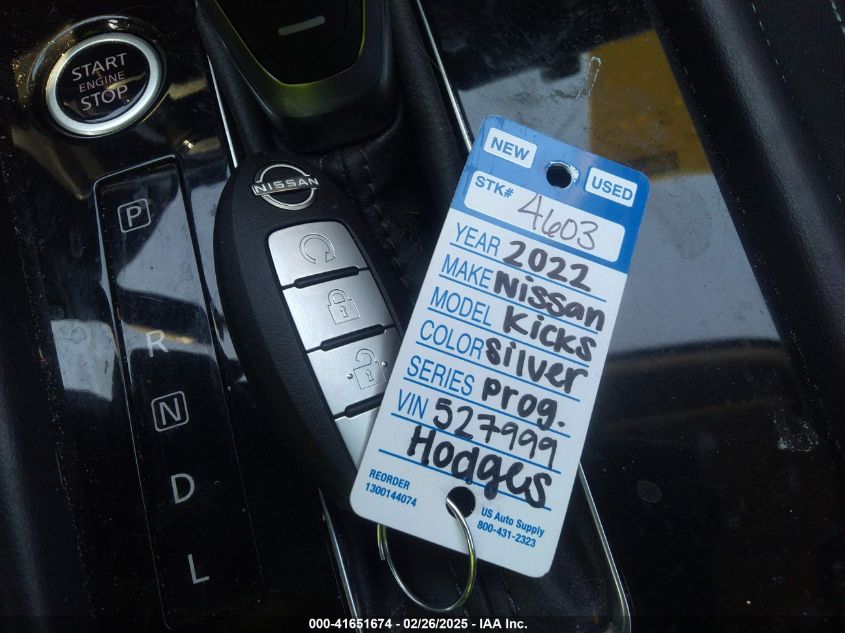 START
ENGINE
STOP
P
R
N
D
L
NISSAN
NEW
USED
STK# 4603
YEAR 2022
MAKE Nissan
MODEL Kicks
COLOR silver
SERIES prog.
VIN 527999
Hodges
REORDER
1300144074
US Auto Supply
800-431-2323
000-41651674 - 02/26/2025 - IAA Inc.